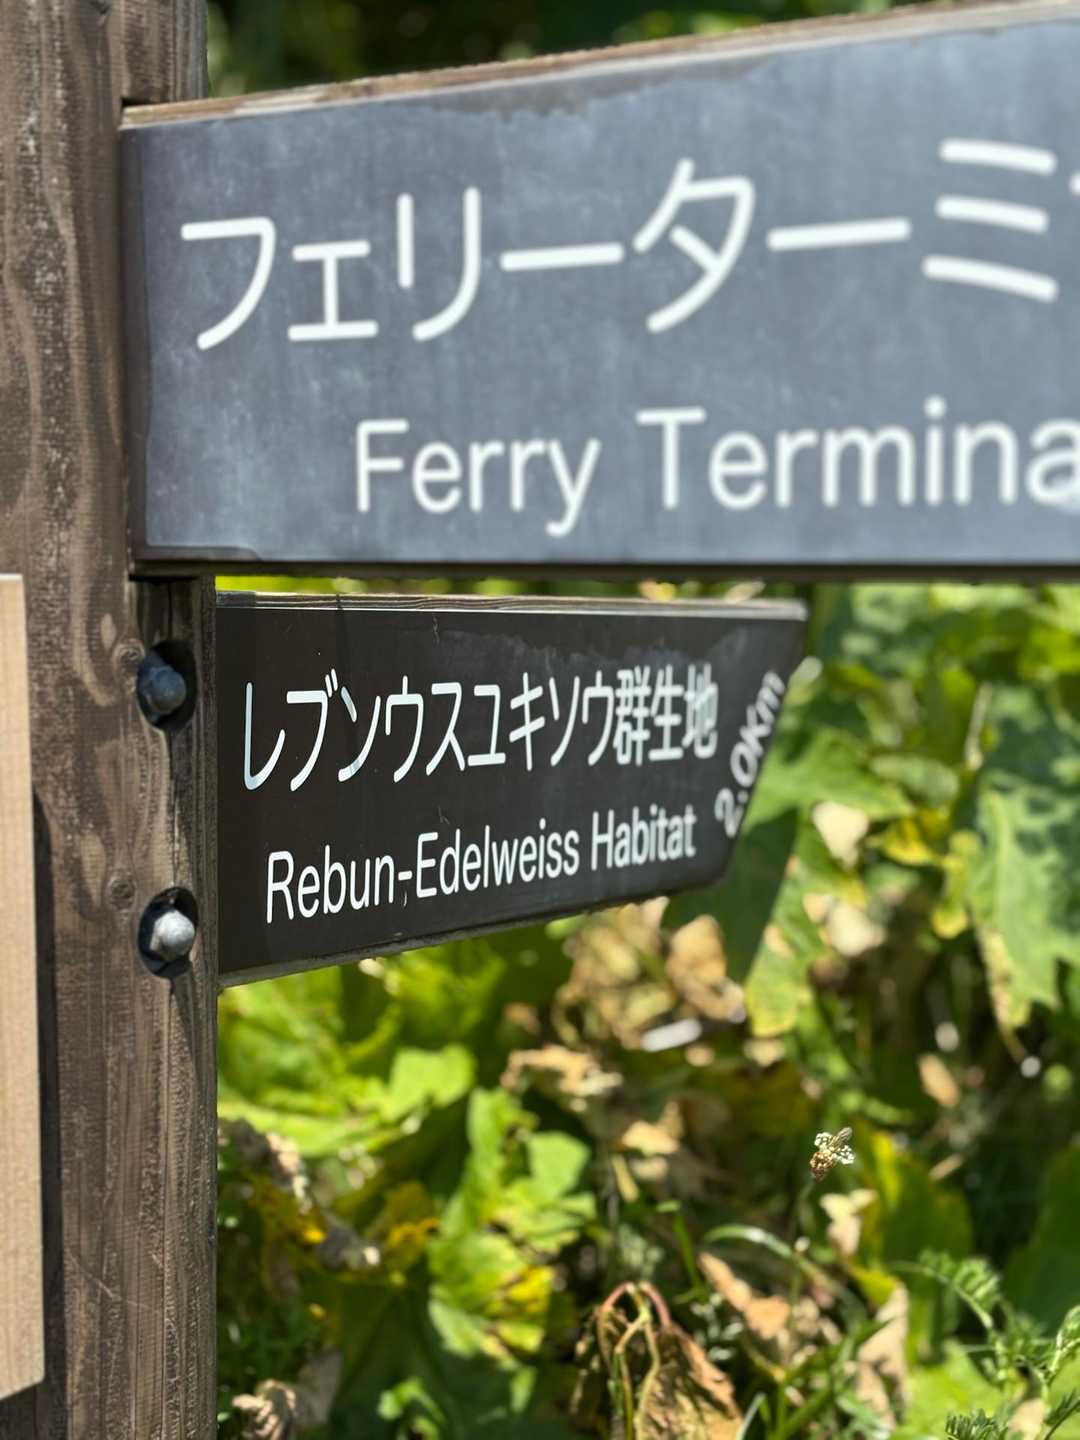 フェリーターミ
Ferry Termina
レブンウスユキソウ群生地
2.0Km
Rebun-Edelweiss Habitat